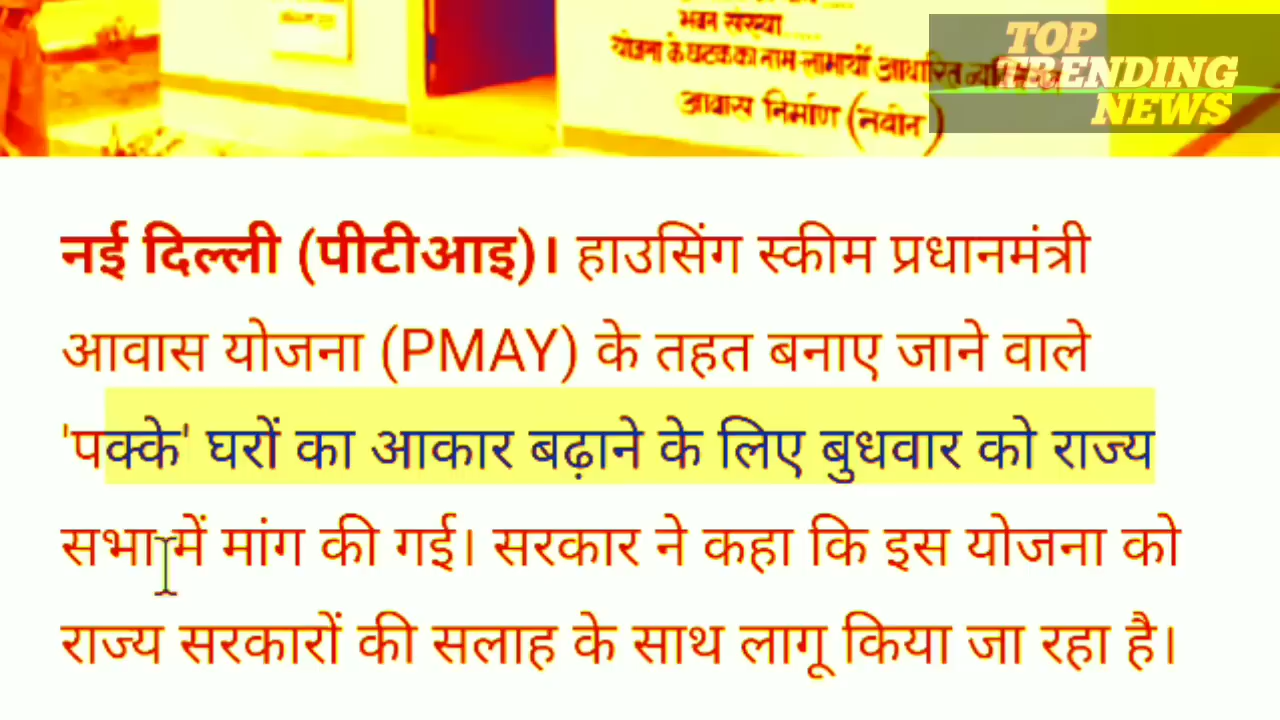 भवन संस्था
योजना के घटक का नाम लाभार्थी आधारित
आवास निर्माण (नवीन)
TOP
TRENDING
NEWS
नई दिल्ली (पीटीआइ)। हाउसिंग स्कीम प्रधानमंत्री
आवास योजना (PMAY) के तहत बनाए जाने वाले
'पक्के' घरों का आकार बढ़ाने के लिए बुधवार को राज्य
सभा में मांग की गई। सरकार ने कहा कि इस योजना को
राज्य सरकारों की सलाह के साथ लागू किया जा रहा है।